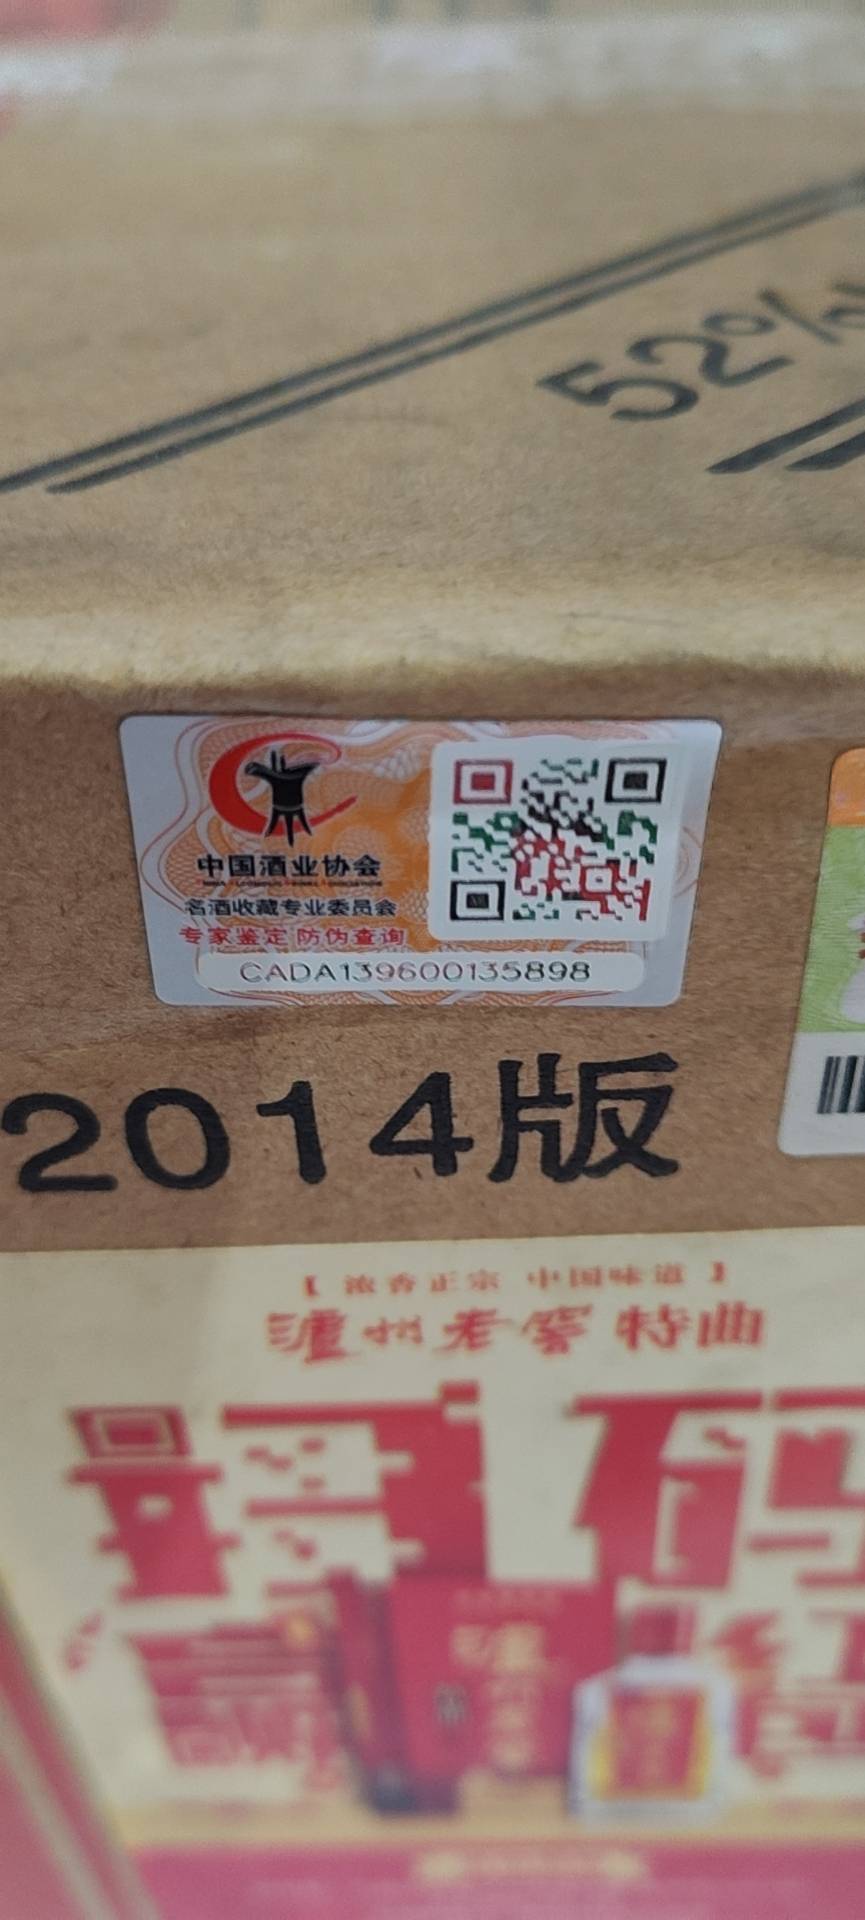 52%
中国酒业协会
名酒收藏专业委员会
专家鉴定 防伪查询
CADA139600135898
2014版
【 浓香正宗 中国味道 】
泸州老窖 特曲